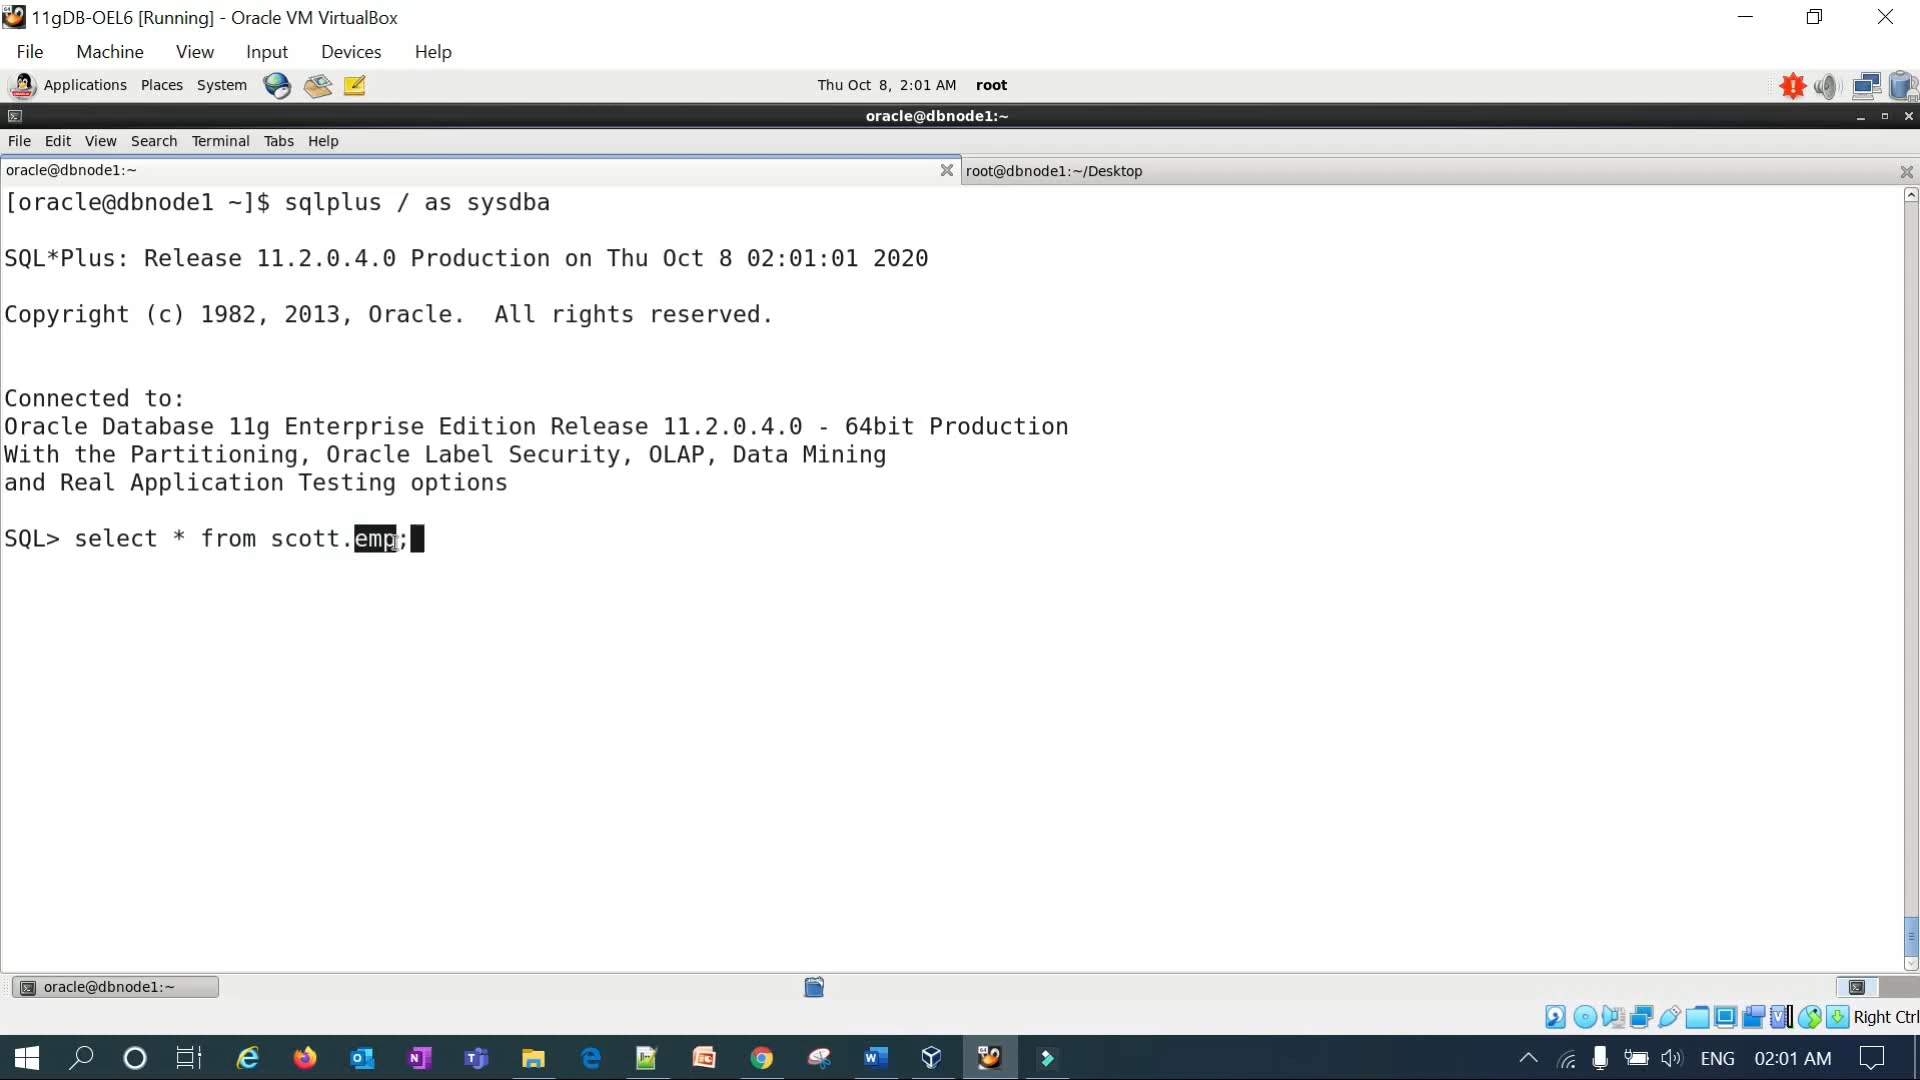 11gDB-OEL6 [Running] - Oracle VM VirtualBox
File Machine View Input Devices Help
Applications Places System Thu Oct 8, 2:01 AM root
oracle@dbnode1:~
File Edit View Search Terminal Tabs Help
oracle@dbnode1:~ root@dbnode1:~/Desktop
[oracle@dbnode1 ~]$ sqlplus / as sysdba
SQL*Plus: Release 11.2.0.4.0 Production on Thu Oct 8 02:01:01 2020
Copyright (c) 1982, 2013, Oracle.  All rights reserved.
Connected to:
Oracle Database 11g Enterprise Edition Release 11.2.0.4.0 - 64bit Production
With the Partitioning, Oracle Label Security, OLAP, Data Mining
and Real Application Testing options
SQL> select * from scott.emp;
oracle@dbnode1:~
Right Ctrl
ENG 02:01 AM